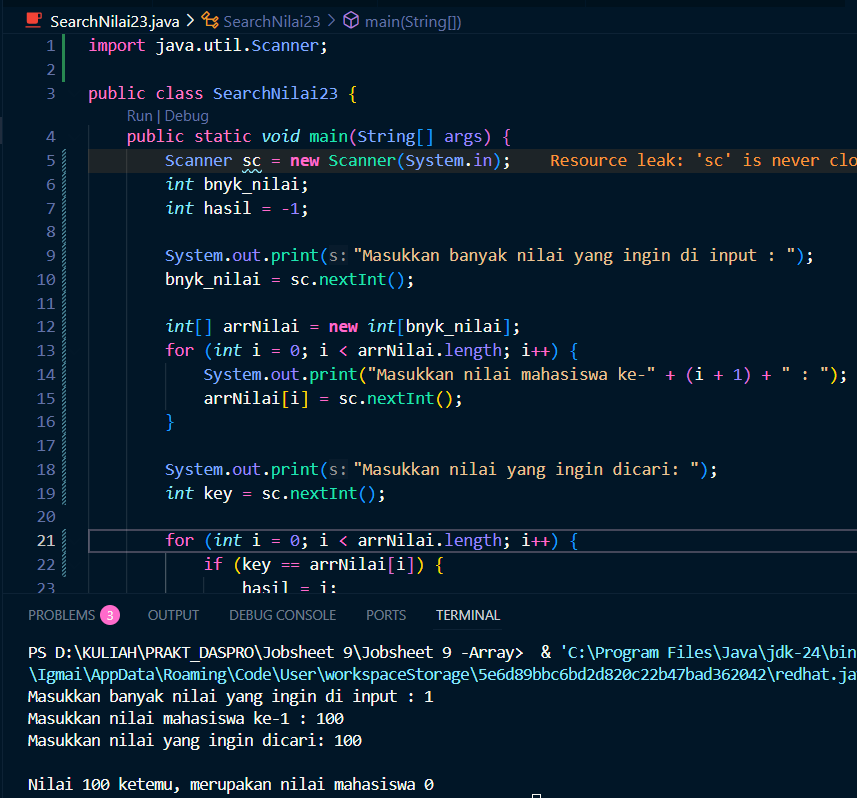 SearchNilai23.java > SearchNilai23 > main(String[])
1 import java.util.Scanner;
2
3 public class SearchNilai23 {
Run | Debug
4 public static void main(String[] args) {
5 Scanner sc = new Scanner(System.in); Resource leak: 'sc' is never clo
6 int bnyk_nilai;
7 int hasil = -1;
8
9 System.out.print(s: "Masukkan banyak nilai yang ingin di input : ");
10 bnyk_nilai = sc.nextInt();
11
12 int[] arrNilai = new int[bnyk_nilai];
13 for (int i = 0; i < arrNilai.length; i++) {
14 System.out.print("Masukkan nilai mahasiswa ke-" + (i + 1) + " : ");
15 arrNilai[i] = sc.nextInt();
16 }
17
18 System.out.print(s: "Masukkan nilai yang ingin dicari: ");
19 int key = sc.nextInt();
20
21 for (int i = 0; i < arrNilai.length; i++) {
22 if (key == arrNilai[i]) {
23 hasil = i;
PROBLEMS 3 OUTPUT DEBUG CONSOLE PORTS TERMINAL
PS D:\KULIAH\PRAKT_DASPRO\Jobsheet 9\Jobsheet 9 -Array> & 'C:\Program Files\Java\jdk-24\bin
\Igmai\AppData\Roaming\Code\User\workspaceStorage\5e6d89bbc6bd2d820c22b47bad362042\redhat.ja
Masukkan banyak nilai yang ingin di input : 1
Masukkan nilai mahasiswa ke-1 : 100
Masukkan nilai yang ingin dicari: 100
Nilai 100 ketemu, merupakan nilai mahasiswa 0